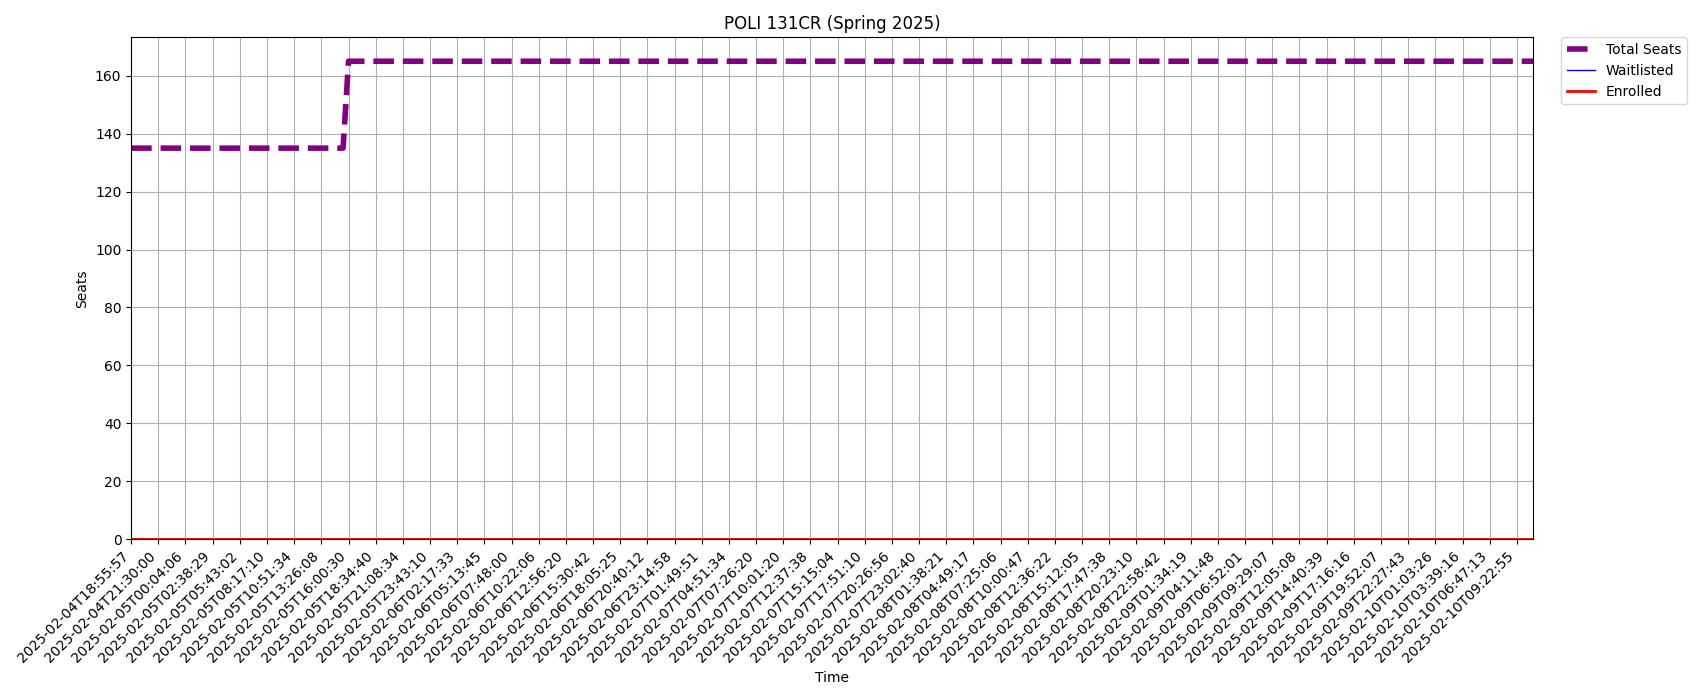 POLI 131CR (Spring 2025)
Total Seats
Waitlisted
Enrolled
Seats
160
140
120
100
80
60
40
20
0
2025-02-04T18:55:57
2025-02-04T21:30:00
2025-02-05T00:04:06
2025-02-05T02:38:29
2025-02-05T05:43:02
2025-02-05T08:17:10
2025-02-05T10:51:34
2025-02-05T13:26:08
2025-02-05T16:00:30
2025-02-05T18:34:40
2025-02-05T21:08:34
2025-02-05T23:43:10
2025-02-06T02:17:33
2025-02-06T05:13:45
2025-02-06T07:48:00
2025-02-06T10:22:06
2025-02-06T12:56:20
2025-02-06T15:30:42
2025-02-06T18:05:25
2025-02-06T20:40:12
2025-02-06T23:14:58
2025-02-07T01:49:51
2025-02-07T04:51:34
2025-02-07T07:26:20
2025-02-07T10:01:20
2025-02-07T12:37:38
2025-02-07T15:15:04
2025-02-07T17:51:10
2025-02-07T20:26:56
2025-02-07T23:02:40
2025-02-08T01:38:21
2025-02-08T04:49:17
2025-02-08T07:25:06
2025-02-08T10:00:47
2025-02-08T12:36:22
2025-02-08T15:12:05
2025-02-08T17:47:38
2025-02-08T20:23:10
2025-02-08T22:58:42
2025-02-09T01:34:19
2025-02-09T04:11:48
2025-02-09T06:52:01
2025-02-09T09:29:07
2025-02-09T12:05:08
2025-02-09T14:40:39
2025-02-09T17:16:16
2025-02-09T19:52:07
2025-02-09T22:27:43
2025-02-10T01:03:26
2025-02-10T03:39:16
2025-02-10T06:47:13
2025-02-10T09:22:55
Time